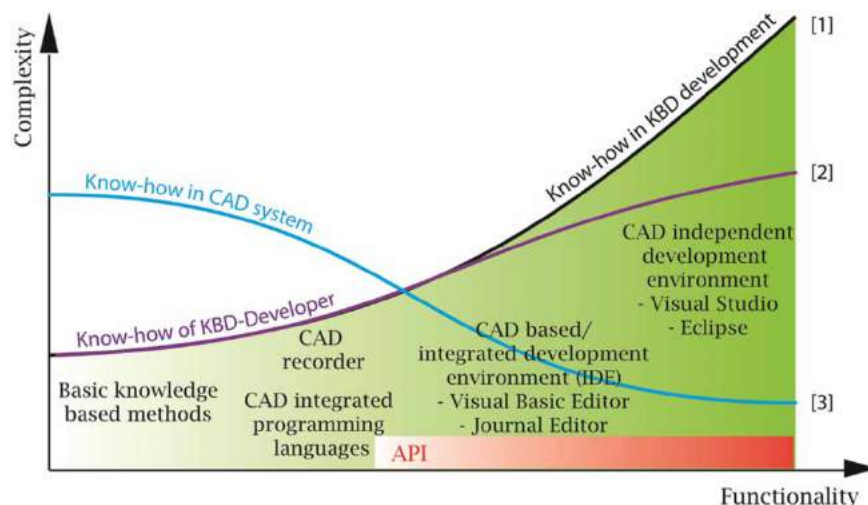 Complexity
[1]
Know-how in KBD development
[2]
Know-how in CAD system
CAD independent
development
environment
- Visual Studio
- Eclipse
Know-how of KBD-Developer
CAD
recorder
CAD based/
integrated development
environment (IDE)
- Visual Basic Editor
- Journal Editor
Basic knowledge
based methods
CAD integrated
programming
languages
[3]
API
Functionality